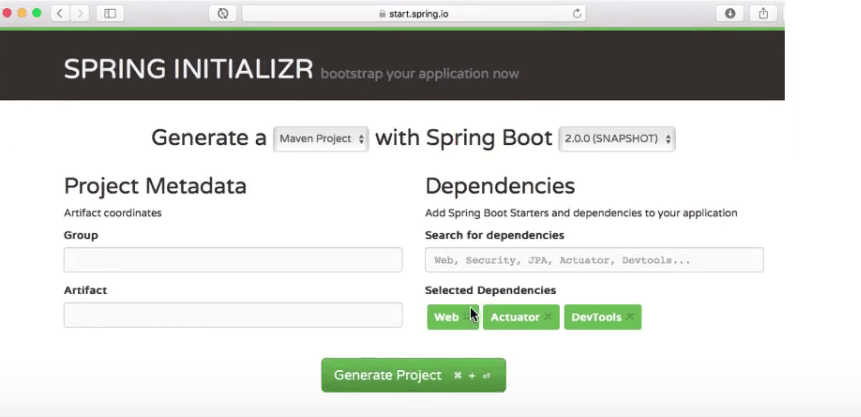 start.spring.io
SPRING INITIALIZR bootstrap your application now
Generate a Maven Project with Spring Boot 2.0.0 (SNAPSHOT)
Project Metadata
Artifact coordinates
Group
Artifact
Dependencies
Add Spring Boot Starters and dependencies to your application
Search for dependencies
Web, Security, JPA, Actuator, Devtools...
Selected Dependencies
Web Actuator × DevTools ×
Generate Project ⌘ + ⏎